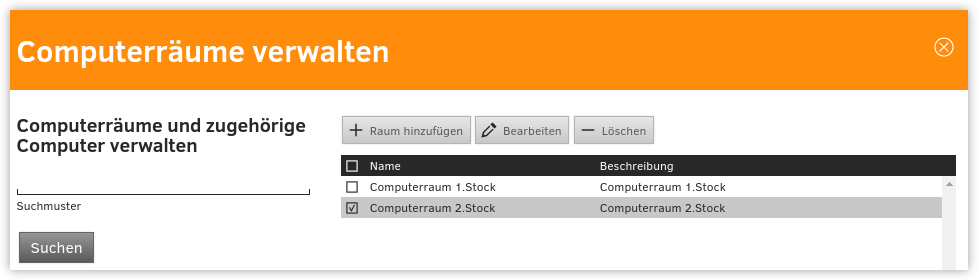 Computerräume verwalten
Computerräume und zugehörige
Computer verwalten
Suchmuster
Suchen
Raum hinzufügen Bearbeiten Löschen
Name Beschreibung
Computerraum 1.Stock Computerraum 1.Stock
Computerraum 2.Stock Computerraum 2.Stock